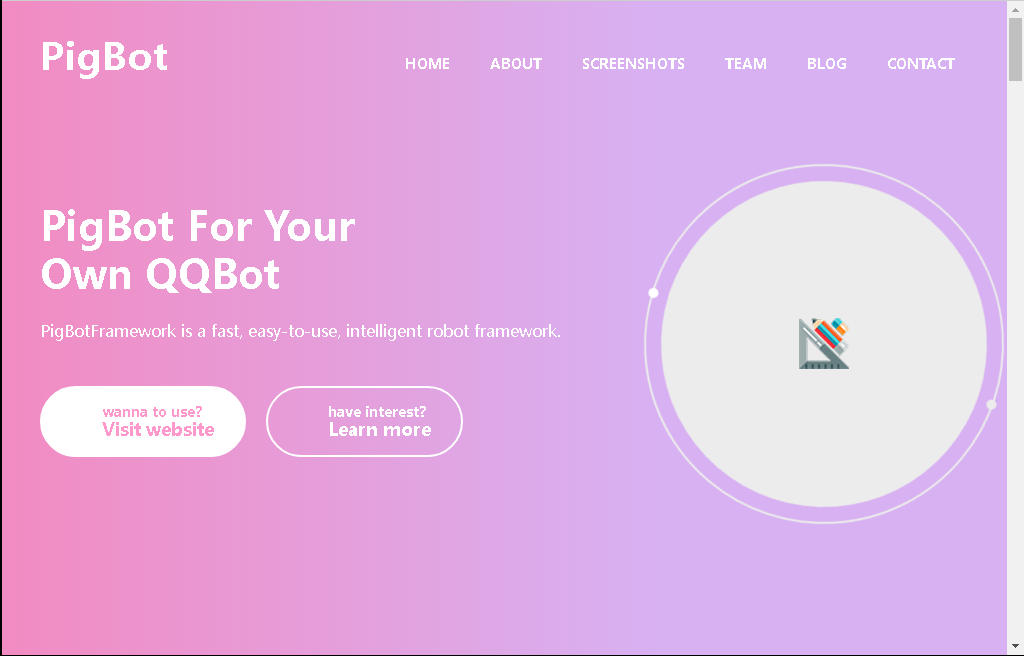 PigBot
HOME ABOUT SCREENSHOTS TEAM BLOG CONTACT
PigBot For Your
Own QQBot
PigBotFramework is a fast, easy-to-use, intelligent robot framework.
wanna to use?
Visit website
have interest?
Learn more